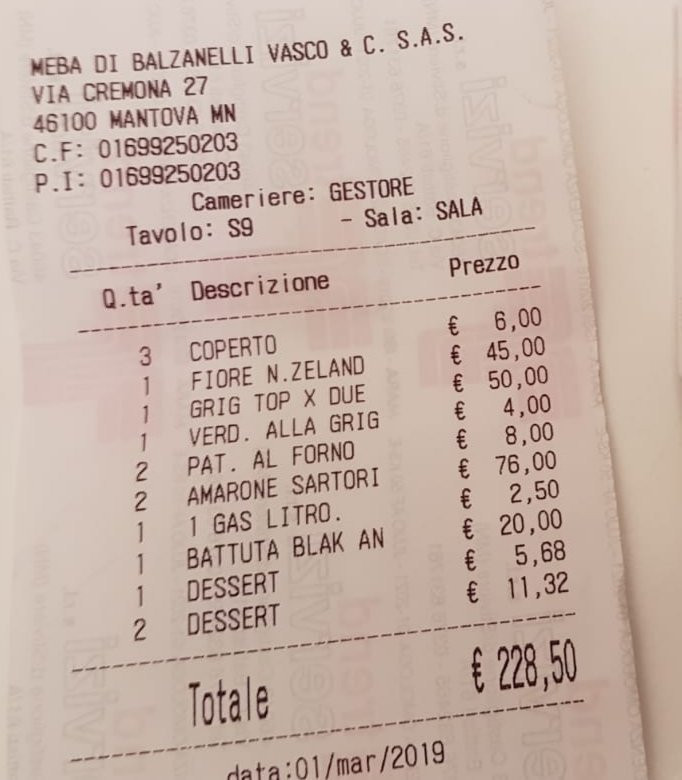 MEBA DI BALZANELLI VASCO & C. S.A.S.
VIA CREMONA 27
46100 MANTOVA MN
C.F: 01699250203
P.I: 01699250203
Cameriere: GESTORE
Tavolo: S9 - Sala: SALA
Q.ta' Descrizione Prezzo
3 COPERTO € 6,00
1 FIORE N.ZELAND € 45,00
1 GRIG TOP X DUE € 50,00
1 VERD. ALLA GRIG € 4,00
2 PAT. AL FORNO € 8,00
2 AMARONE SARTORI € 76,00
1 1 GAS LITRO. € 2,50
1 BATTUTA BLAK AN € 20,00
1 DESSERT € 5,68
2 DESSERT € 11,32
Totale € 228,50
data:01/mar/2019